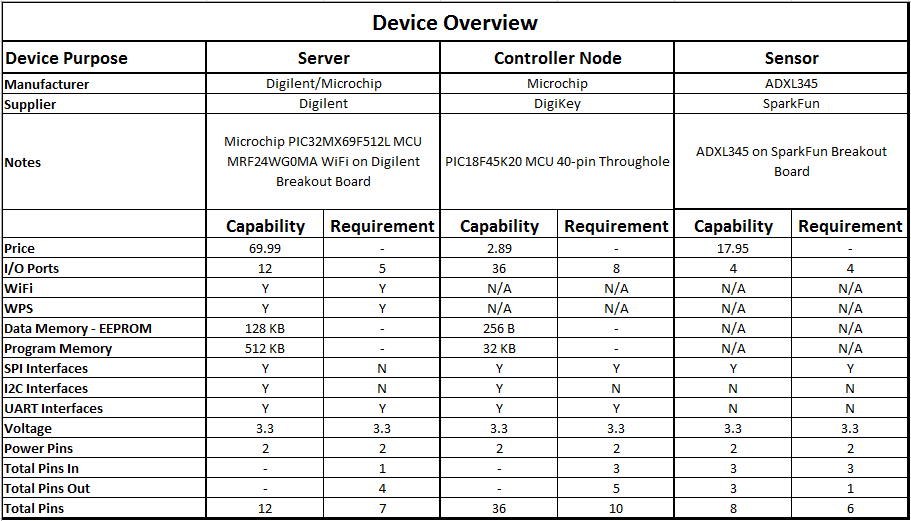 Device Overview
Device Purpose Server Controller Node Sensor
Manufacturer Digilent/Microchip Microchip ADXL345
Supplier Digilent DigiKey SparkFun
Notes
Microchip PIC32MX69F512L MCU
MRF24WG0MA WiFi on Digilent
Breakout Board
PIC18F45K20 MCU 40-pin Throughole
ADXL345 on SparkFun Breakout
Board
Capability Requirement Capability Requirement Capability Requirement
Price 69.99 - 2.89 - 17.95 -
I/O Ports 12 5 36 8 4 4
WiFi Y Y N/A N/A N/A N/A
WPS Y Y N/A N/A N/A N/A
Data Memory - EEPROM 128 KB - 256 B - N/A N/A
Program Memory 512 KB - 32 KB - N/A N/A
SPI Interfaces Y N Y Y Y Y
I2C Interfaces Y N Y N N N
UART Interfaces Y Y Y Y N N
Voltage 3.3 3.3 3.3 3.3 3.3 3.3
Power Pins 2 2 2 2 2 2
Total Pins In - 1 - 3 3 3
Total Pins Out - 4 - 5 3 1
Total Pins 12 7 36 10 8 6